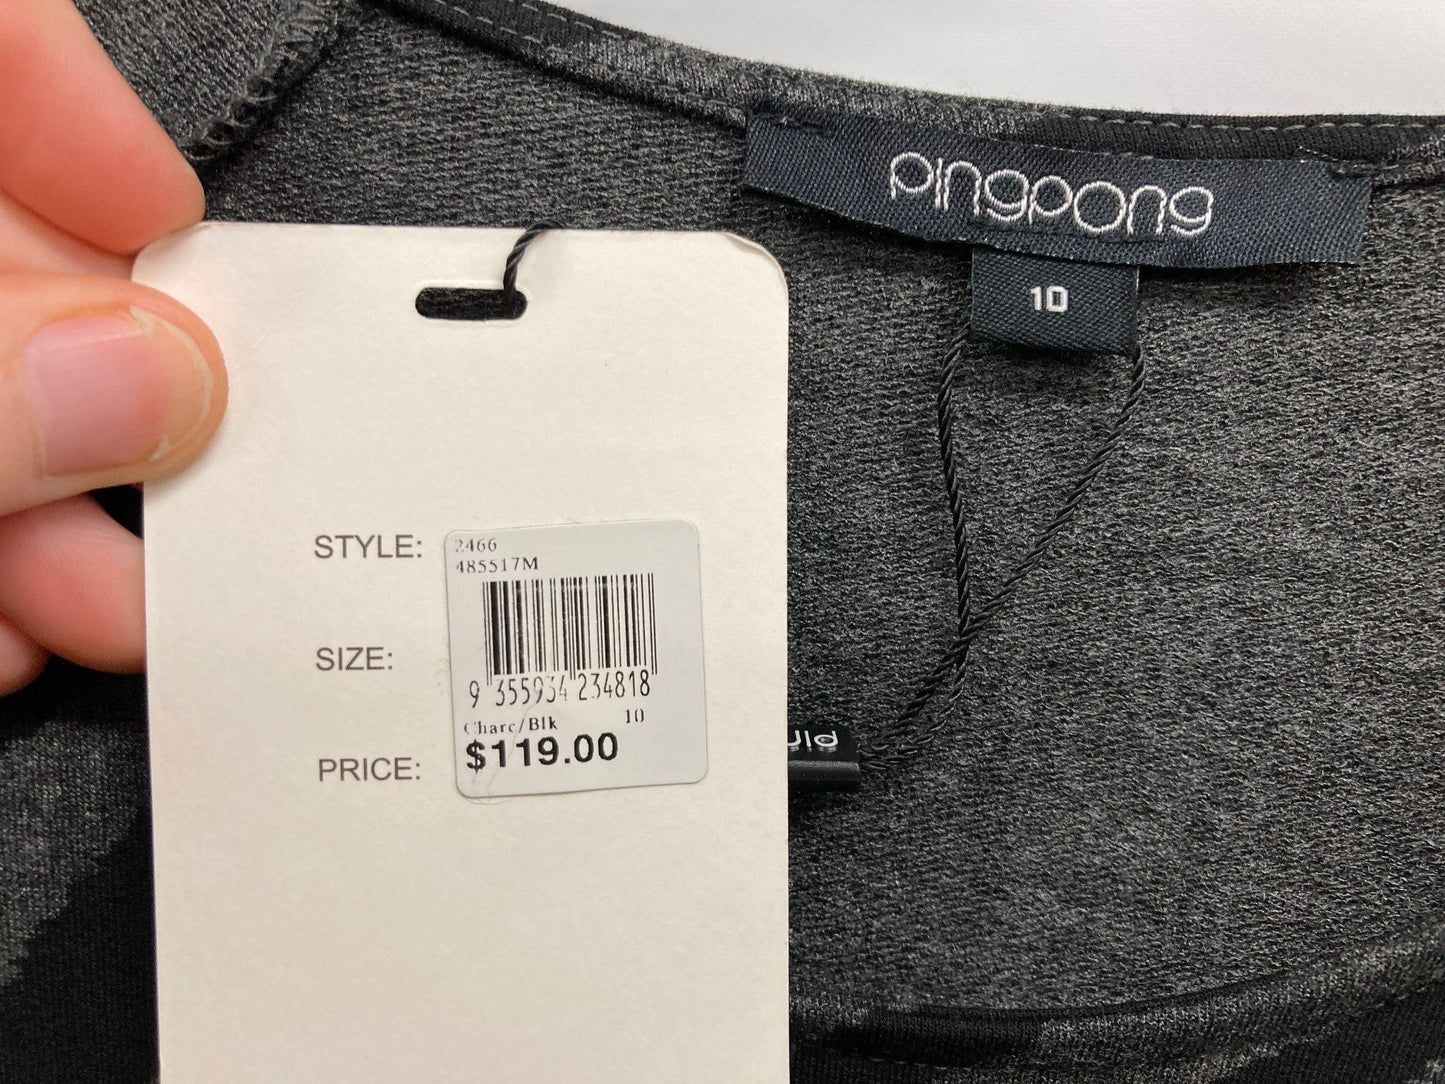 pingpong
10
STYLE:
2466
485517M
SIZE:
9 355934 234818
Charc/Blk 10
PRICE:
$119.00